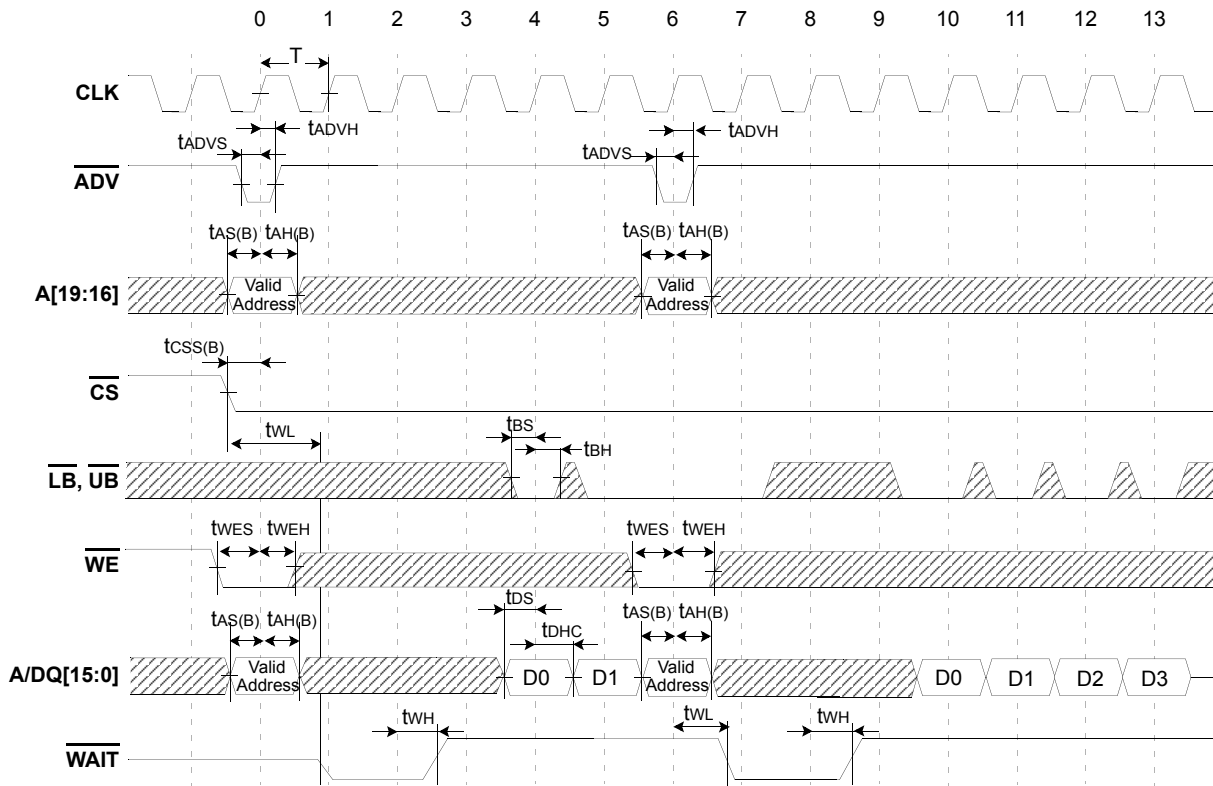 0 1 2 3 4 5 6 7 8 9 10 11 12 13
T
CLK
tADVH tADVH
tADVS tADVS
ADV
tAS(B) tAH(B) tAS(B) tAH(B)
A[19:16] Valid Address Valid Address
tCSS(B)
CS
tWL tBS
tBH
LB, UB
tWES tWEH tWES tWEH
WE
tDS
tAS(B) tAH(B) tDHC tAS(B) tAH(B)
A/DQ[15:0] Valid Address D0 D1 Valid Address D0 D1 D2 D3
tWH tWL tWH
WAIT